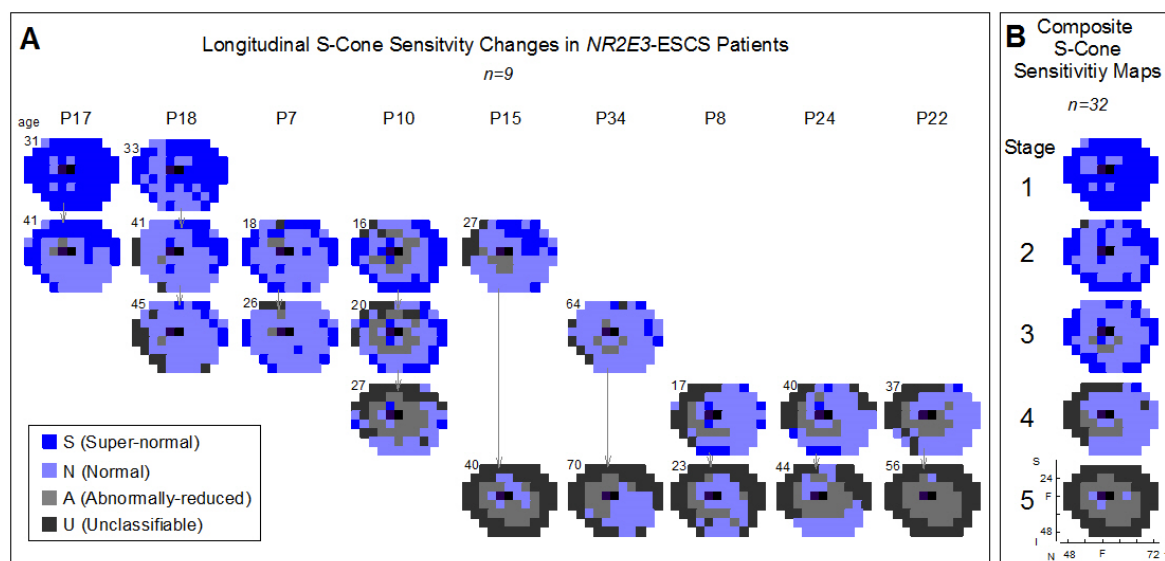 A
Longitudinal S-Cone Sensitvity Changes in NR2E3-ESCS Patients
n=9
age P17 P18 P7 P10 P15 P34 P8 P24 P22
31 33
41 41 18 16 27
45 26 20 64
27 17 40 37
40 70 23 44 56
S (Super-normal)
N (Normal)
A (Abnormally-reduced)
U (Unclassifiable)
B
Composite
S-Cone
Sensitivitiy Maps
n=32
Stage
1
2
3
4
5
S
24
F
48
I
N 48 F 72